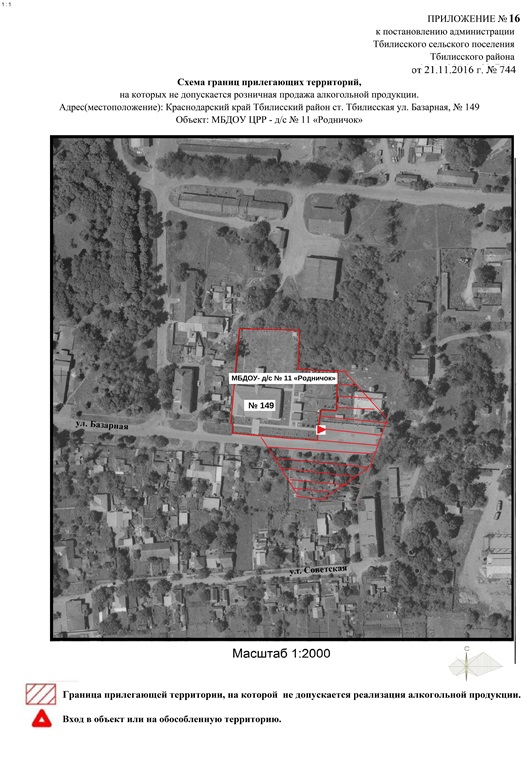 1:1
ПРИЛОЖЕНИЕ № 16
к постановлению администрации
Тбилисского сельского поселения
Тбилисского района
от 21.11.2016 г. № 744
Схема границ прилегающих территорий,
на которых не допускается розничная продажа алкогольной продукции.
Адрес(местоположение): Краснодарский край Тбилисский район ст. Тбилисская ул. Базарная, № 149
Объект: МБДОУ ЦРР - д/с № 11 «Родничок»
МБДОУ- д/с № 11 «Родничок»
№ 149
ул. Базарная
ул. Советская
Масштаб 1:2000
С
Граница прилегающей территории, на которой не допускается реализация алкогольной продукции.
Вход в объект или на обособленную территорию.